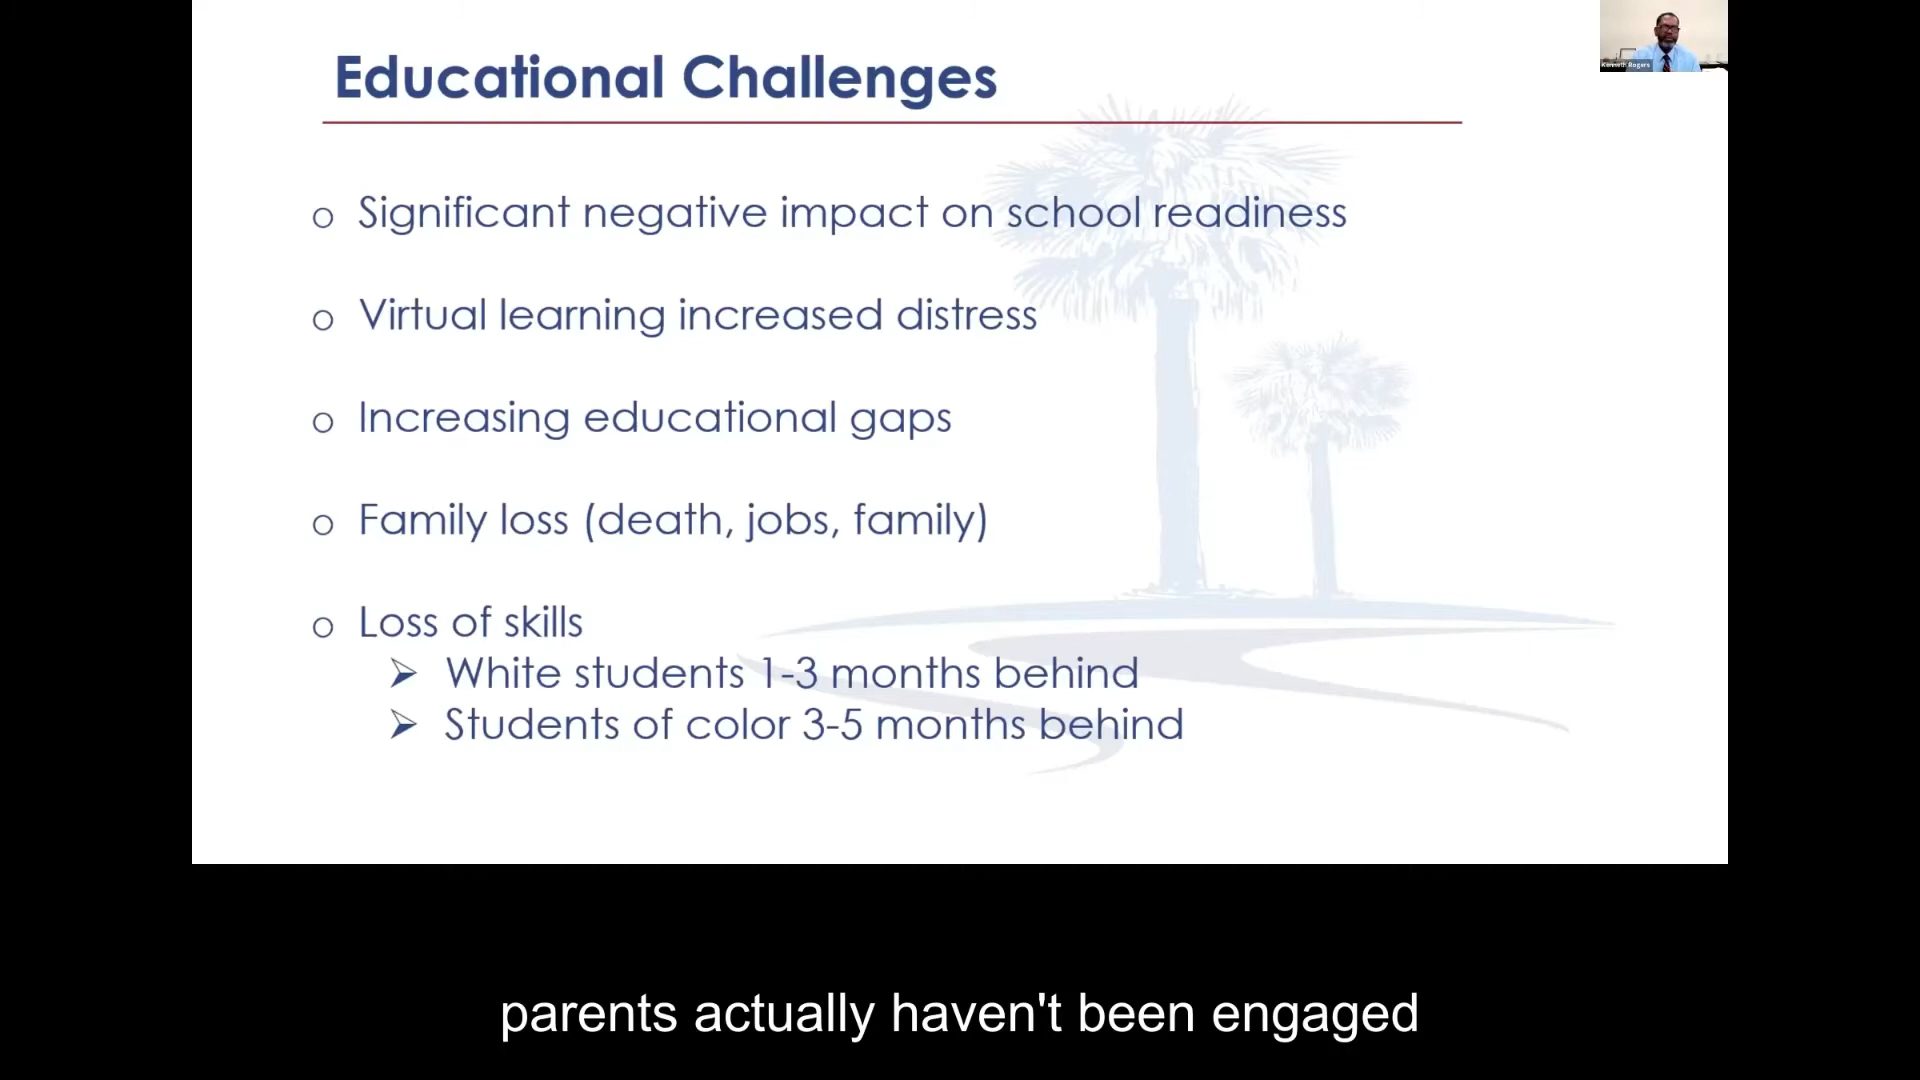 Educational Challenges
Kenneth Rogers
o Significant negative impact on school readiness
o Virtual learning increased distress
o Increasing educational gaps
o Family loss (death, jobs, family)
o Loss of skills
➢ White students 1-3 months behind
➢ Students of color 3-5 months behind
parents actually haven't been engaged